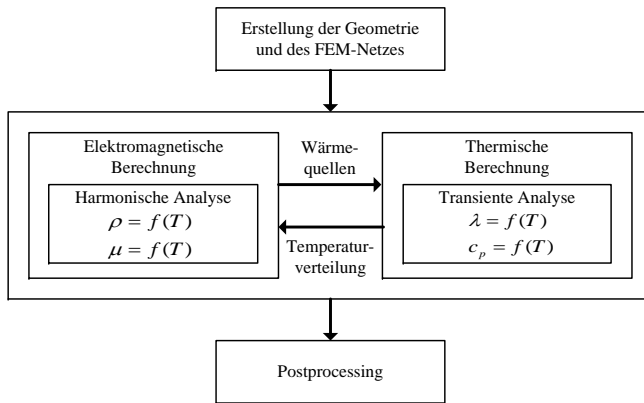 Erstellung der Geometrie
und des FEM-Netzes
Elektromagnetische
Berechnung
Harmonische Analyse
ρ = f(T)
μ = f(T)
Wärme-
quellen
Temperatur-
verteilung
Thermische
Berechnung
Transiente Analyse
λ = f(T)
c_p = f(T)
Postprocessing